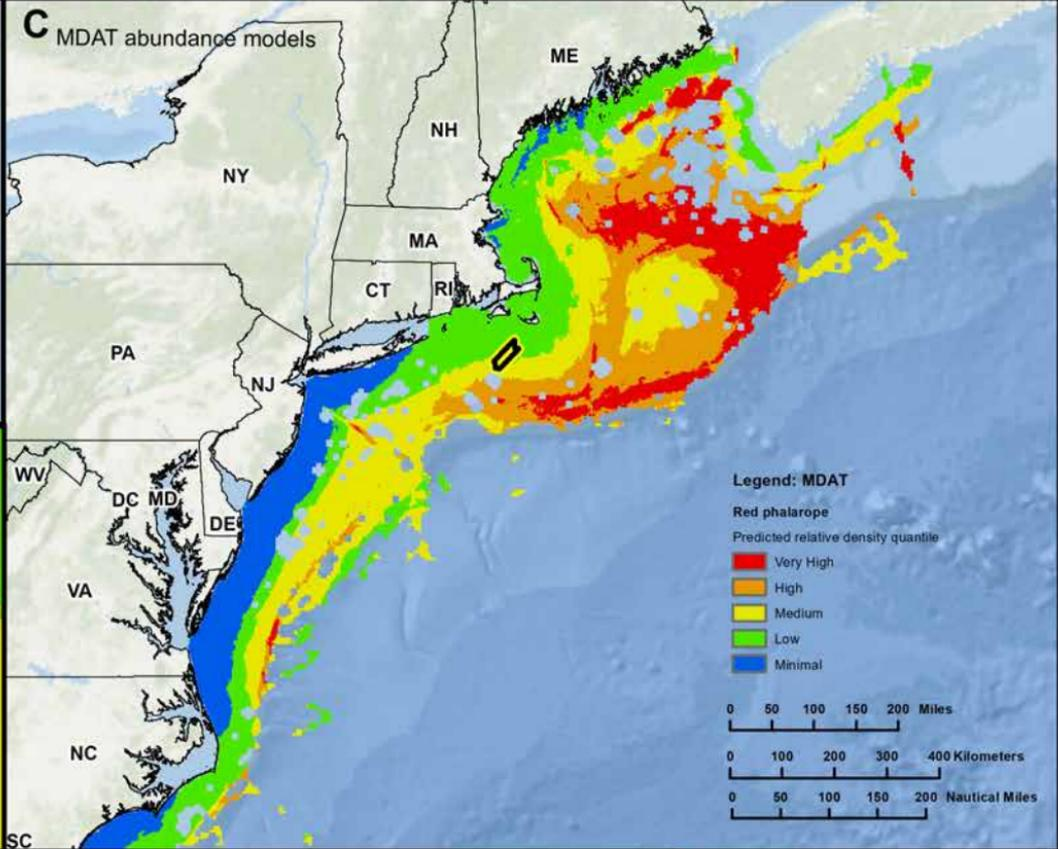 C MDAT abundance models
ME
NH
NY
MA
CT
RI
PA
NJ
WV
DC
MD
DE
VA
NC
SC
Legend: MDAT
Red phalarope
Predicted relative density quantile
Very High
High
Medium
Low
Minimal
0 50 100 150 200 Miles
0 100 200 300 400 Kilometers
0 50 100 150 200 Nautical Miles